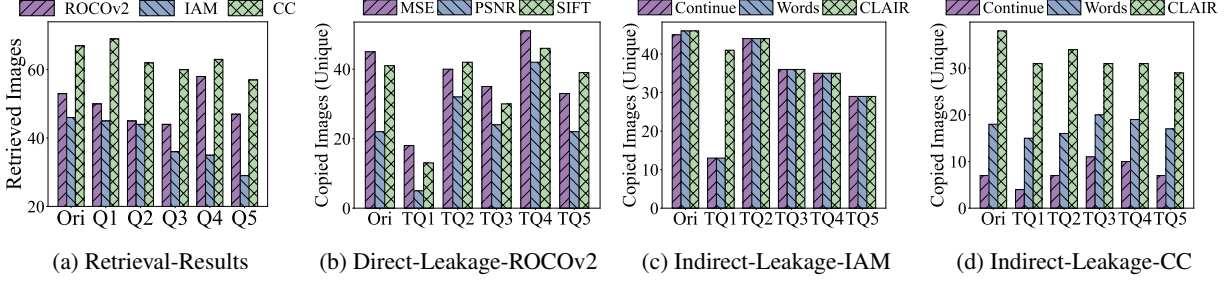 ROCOv2 IAM CC
Retrieved Images
60
40
20
Ori Q1 Q2 Q3 Q4 Q5
(a) Retrieval-Results
MSE PSNR SIFT
Copied Images (Unique)
40
20
0
Ori TQ1 TQ2 TQ3 TQ4 TQ5
(b) Direct-Leakage-ROCOv2
Continue Words CLAIR
Copied Images (Unique)
40
30
20
10
0
Ori TQ1 TQ2 TQ3 TQ4 TQ5
(c) Indirect-Leakage-IAM
Continue Words CLAIR
Copied Images (Unique)
30
20
10
0
Ori TQ1 TQ2 TQ3 TQ4 TQ5
(d) Indirect-Leakage-CC